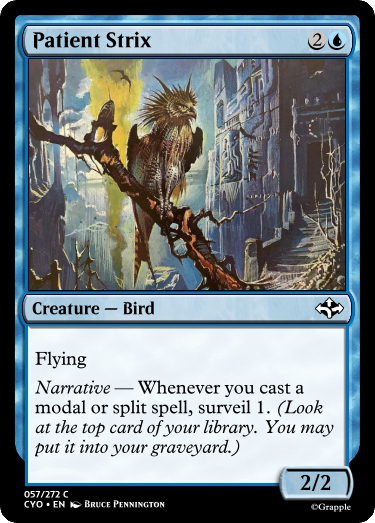 Patient Strix 2
Creature — Bird
Flying
Narrative — Whenever you cast a
modal or split spell, surveil 1. (Look
at the top card of your library. You may
put it into your graveyard.)
2/2
057/272 C
CYO • EN Bruce Pennington
©Grapple